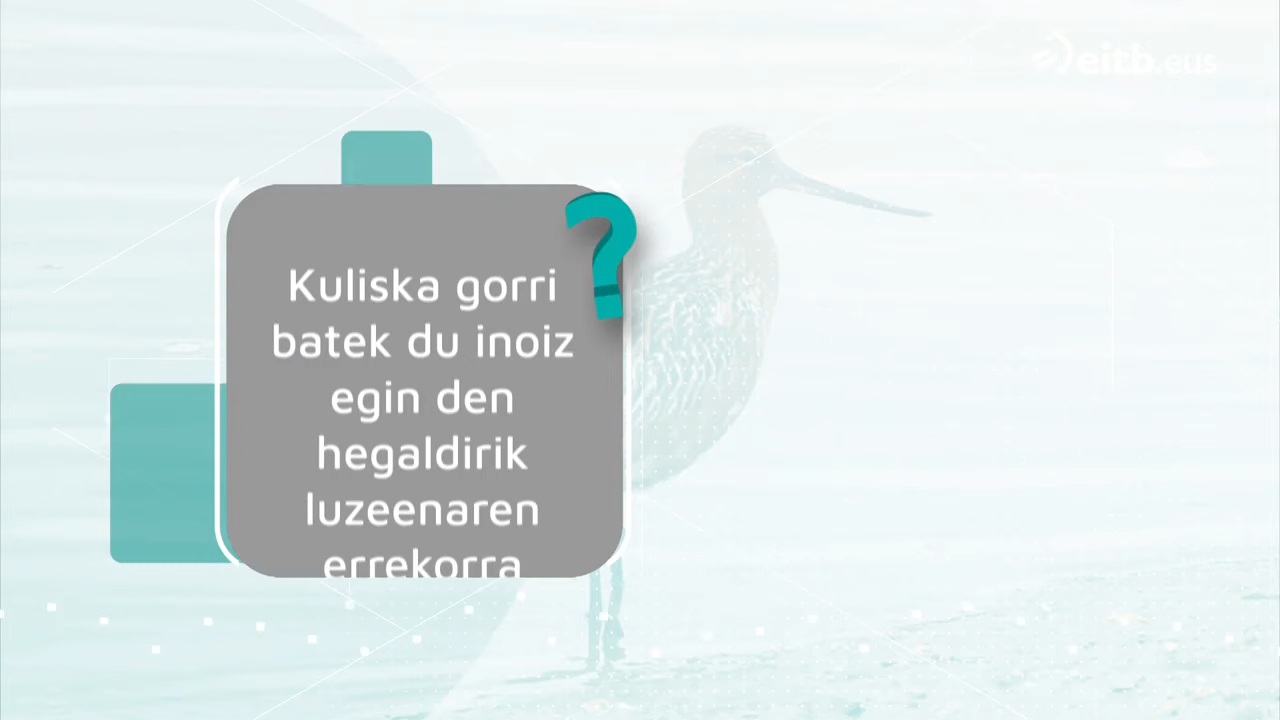 eitb.eus
?
Kuliska gorri
batek du inoiz
egin den
hegaldirik
luzeenaren
errekorra